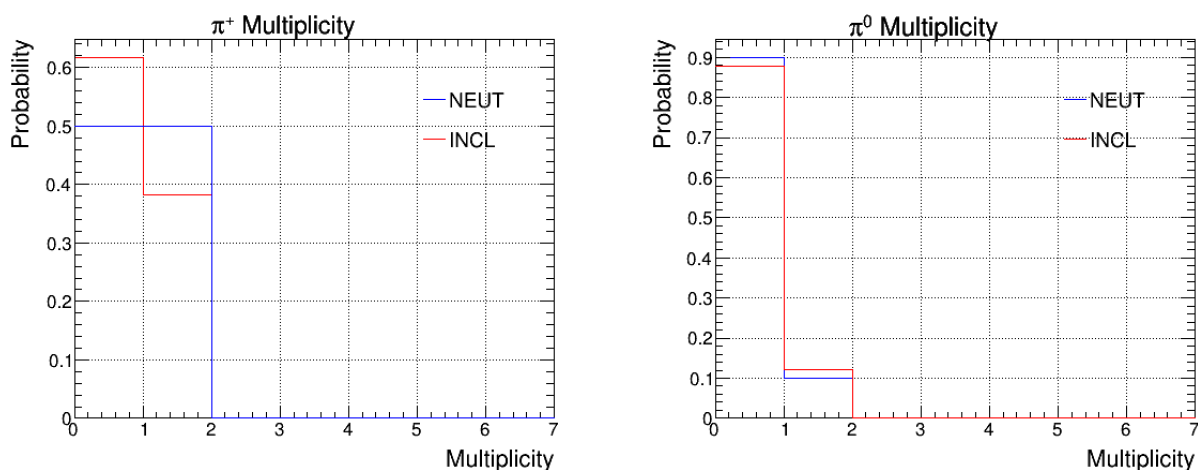 π⁺ Multiplicity
Probability
0.6
0.5
0.4
0.3
0.2
0.1
0
NEUT
INCL
0 1 2 3 4 5 6 7
Multiplicity
π⁰ Multiplicity
Probability
0.9
0.8
0.7
0.6
0.5
0.4
0.3
0.2
0.1
0
NEUT
INCL
0 1 2 3 4 5 6 7
Multiplicity